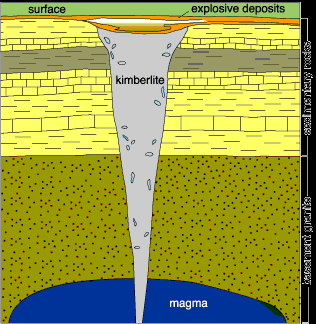 surface
explosive deposits
kimberlite
sedimentary rocks
basement granite
magma